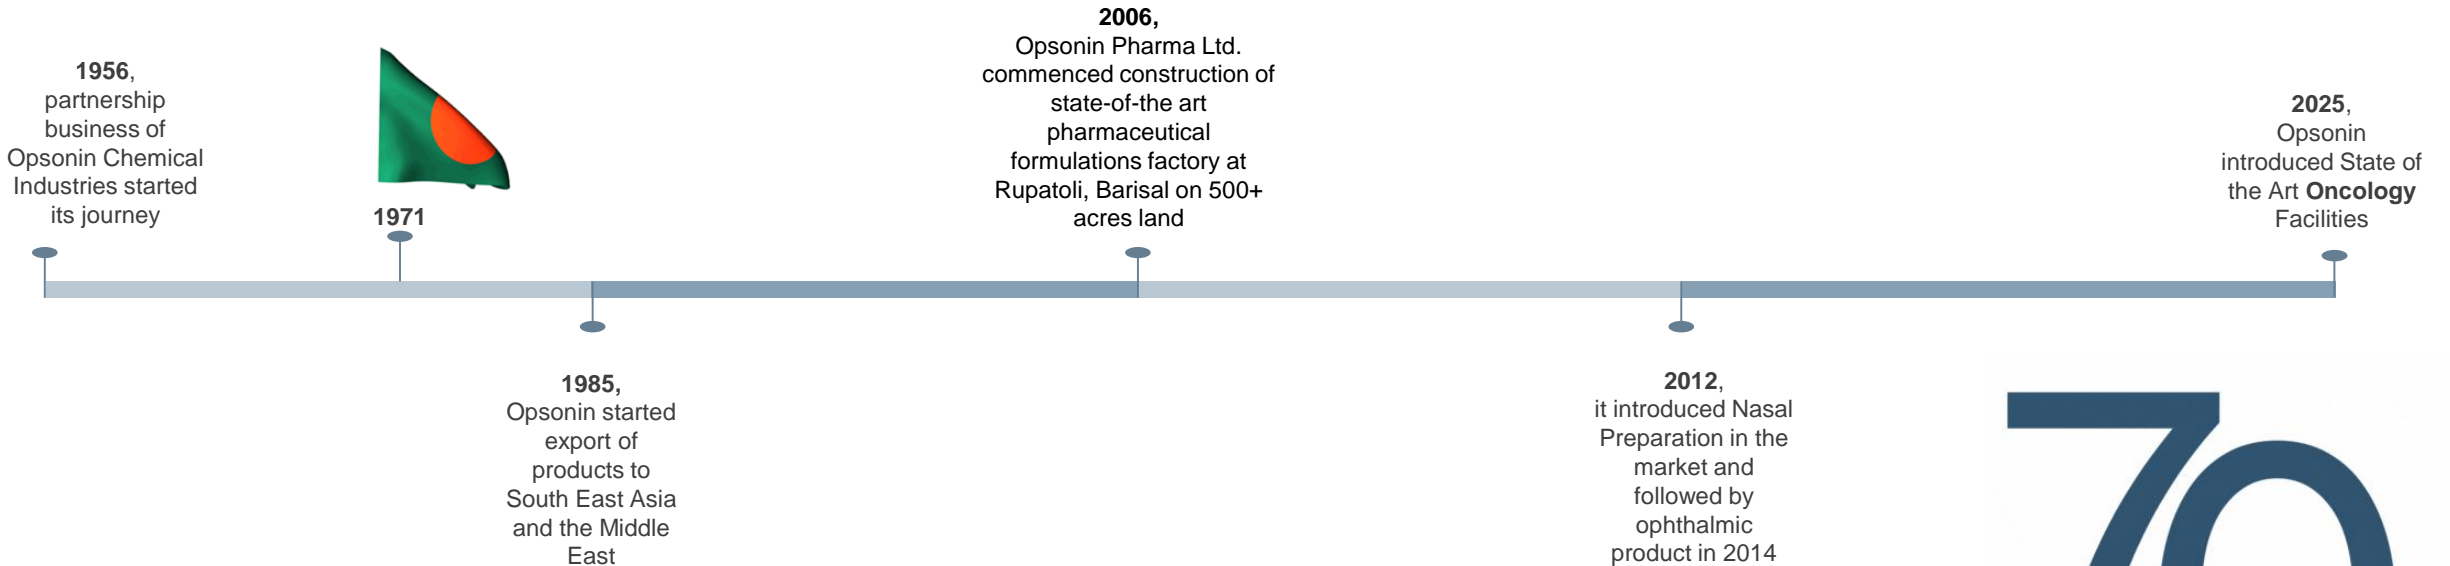 1956,
partnership
business of
Opsonin Chemical
Industries started
its journey
1971
1985,
Opsonin started
export of
products to
South East Asia
and the Middle
East
2006,
Opsonin Pharma Ltd.
commenced construction of
state-of-the art
pharmaceutical
formulations factory at
Rupatoli, Barisal on 500+
acres land
2012,
it introduced Nasal
Preparation in the
market and
followed by
ophthalmic
product in 2014
2025,
Opsonin
introduced State of
the Art Oncology
Facilities
70